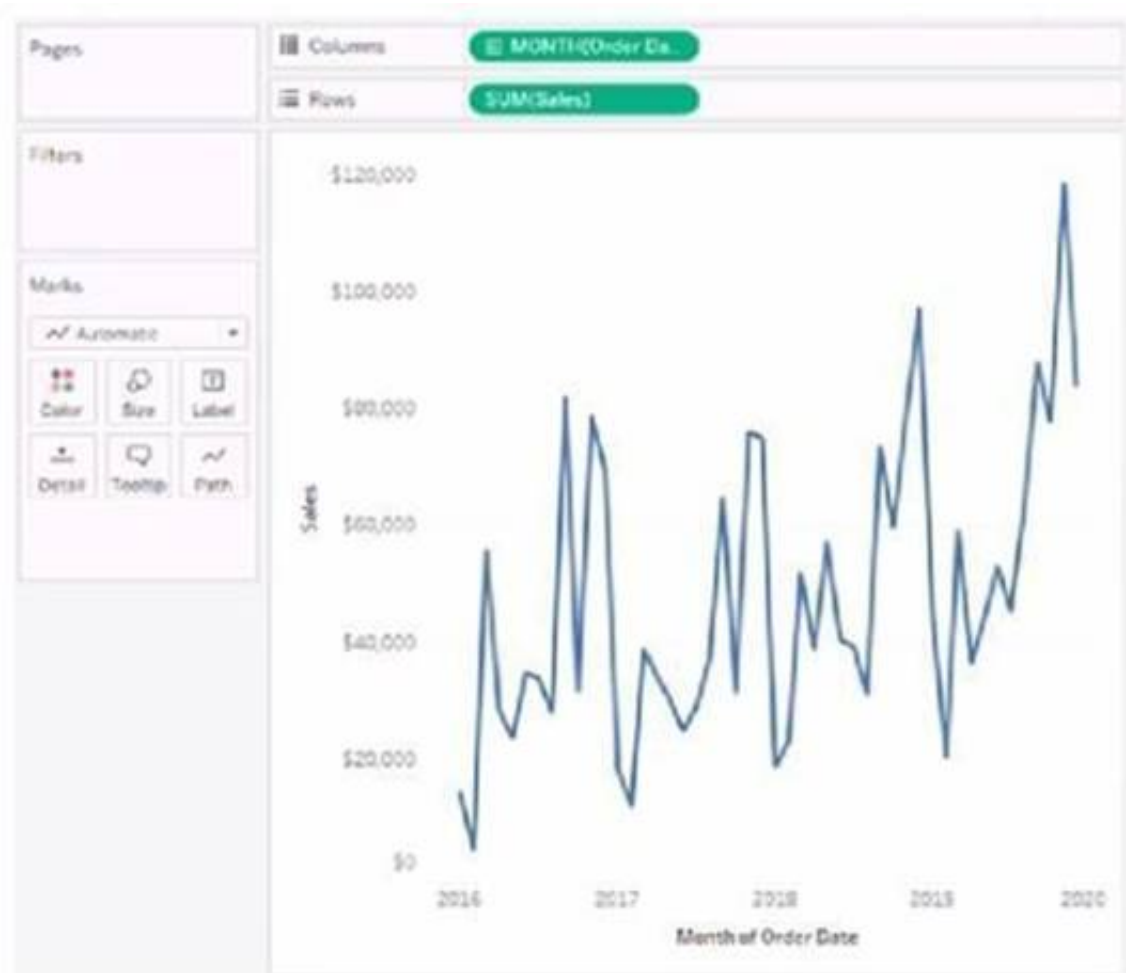 Pages
Columns
MONTH(Order Da..
Rows
SUM(Sales)
Filters
Marks
Automatic
Color
Size
Label
Detail
Tooltip
Path
$120,000
$100,000
$80,000
$60,000
$40,000
$20,000
$0
Sales
2016
2017
2018
2019
2020
Month of Order Date